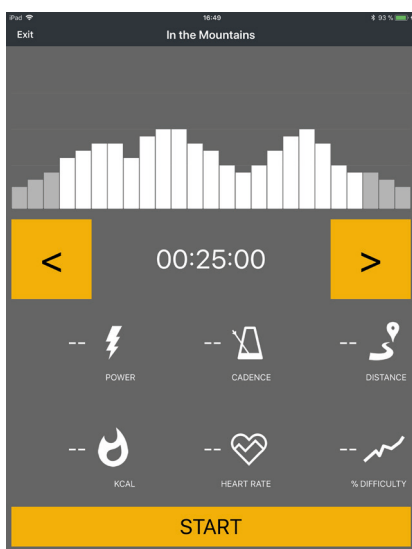 iPad 16:49 93 %
Exit In the Mountains
< 00:25:00 >
-- -- --
POWER CADENCE DISTANCE
-- -- --
KCAL HEART RATE % DIFFICULTY
START